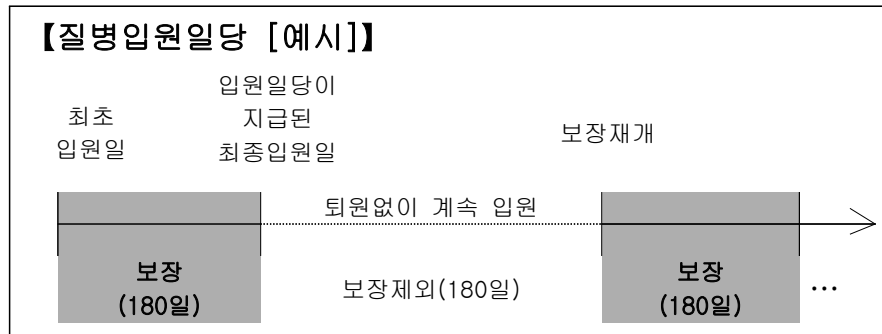 【질병입원일당 [예시]】
최초
입원일
입원일당이
지급된
최종입원일
보장재개
퇴원없이 계속 입원
보장
(180일)
보장제외(180일)
보장
(180일)
…